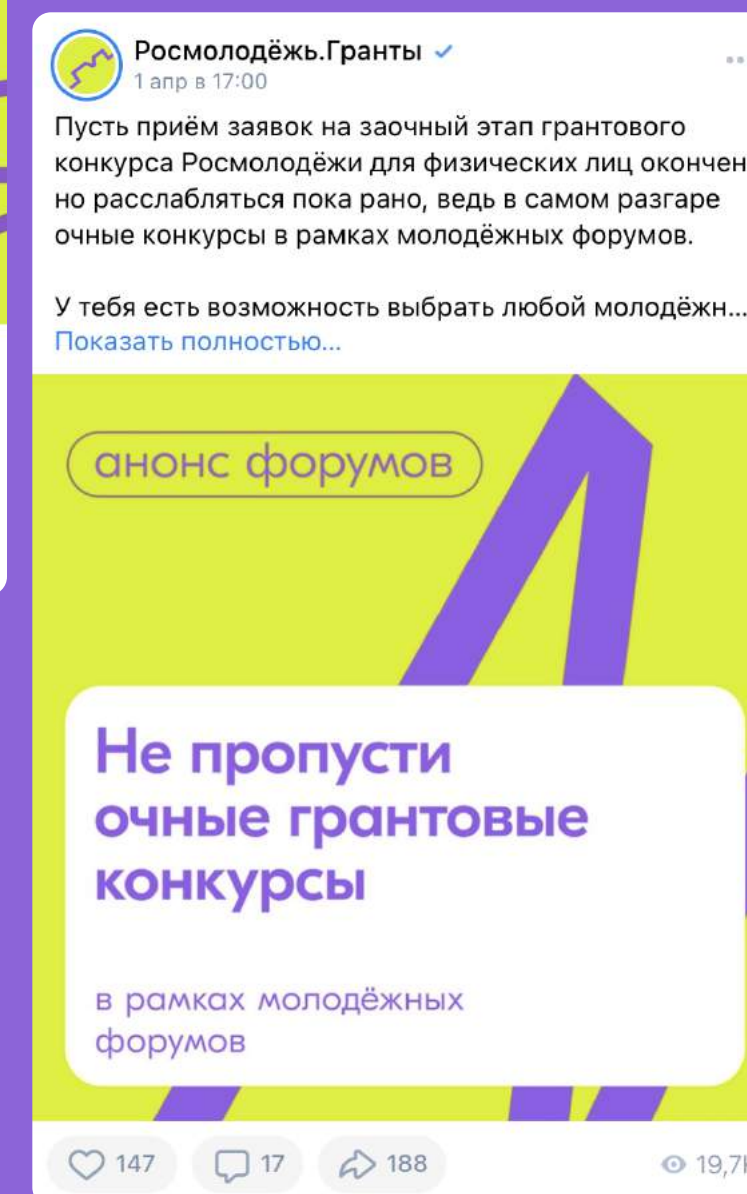 Росмолодёжь.Гранты
1 апр в 17:00
Пусть приём заявок на заочный этап грантового
конкурса Росмолодёжи для физических лиц окончен
но расслабляться пока рано, ведь в самом разгаре
очные конкурсы в рамках молодёжных форумов.
У тебя есть возможность выбрать любой молодёжн...
Показать полностью...
анонс форумов
Не пропусти
очные грантовые
конкурсы
в рамках молодёжных
форумов
147 17 188 19,7K